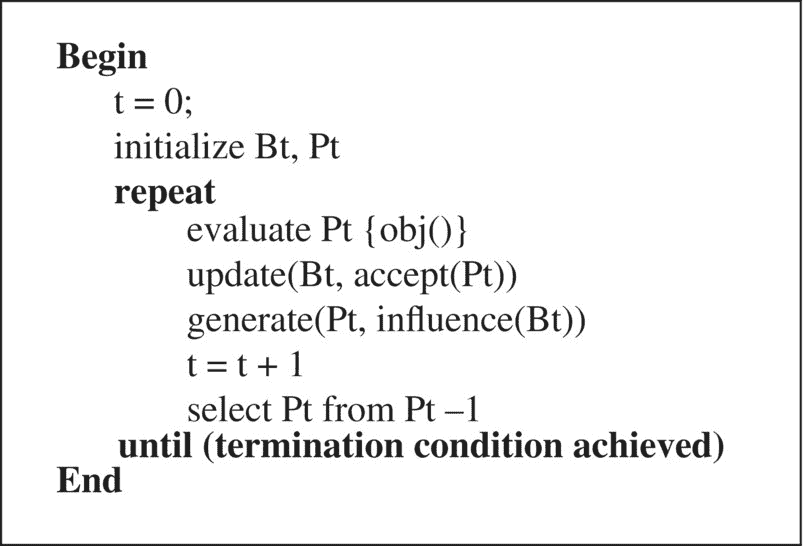 Begin
t = 0;
initialize Bt, Pt
repeat
evaluate Pt {obj()}
update(Bt, accept(Pt))
generate(Pt, influence(Bt))
t = t + 1
select Pt from Pt –1
until (termination condition achieved)
End